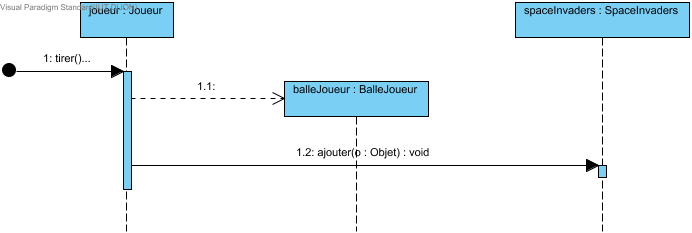 Visual Paradigm Standard
joueur : Joueur
spaceInvaders : SpaceInvaders
1: tirer()...
1.1:
balleJoueur : BalleJoueur
1.2: ajouter(o : Objet) : void